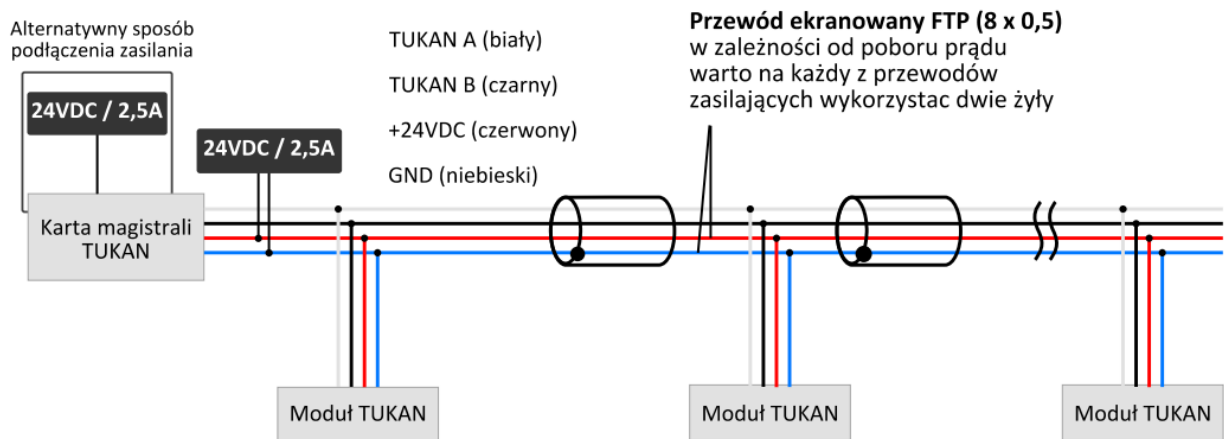 Alternatywny sposób
podłączenia zasilania
24VDC / 2,5A
24VDC / 2,5A
Karta magistrali
TUKAN
TUKAN A (biały)
TUKAN B (czarny)
+24VDC (czerwony)
GND (niebieski)
Przewód ekranowany FTP (8 x 0,5)
w zależności od poboru prądu
warto na każdy z przewodów
zasilających wykorzystac dwie żyły
Moduł TUKAN
Moduł TUKAN
Moduł TUKAN